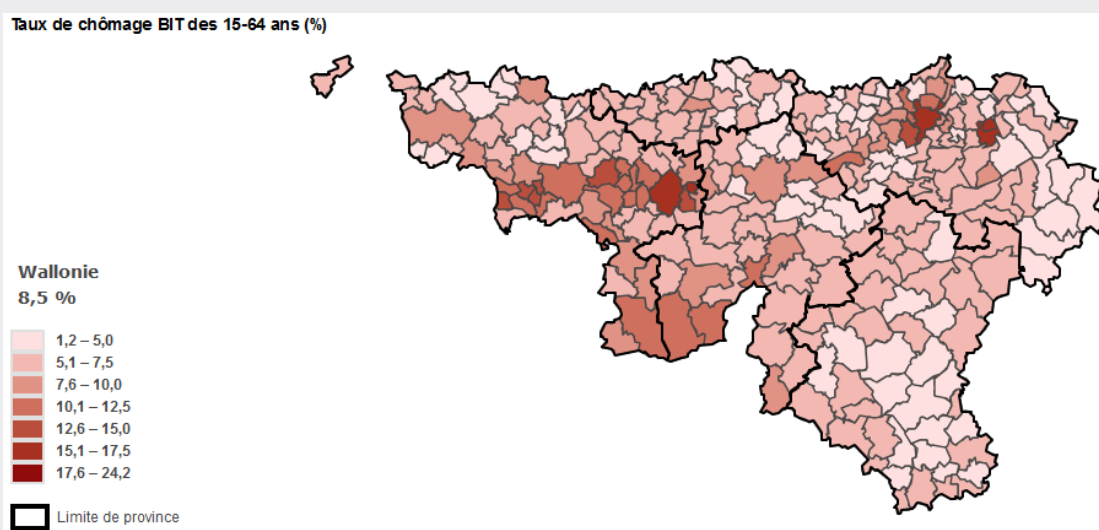 Taux de chômage BIT des 15-64 ans (%)
Wallonie
8,5 %
1,2 – 5,0
5,1 – 7,5
7,6 – 10,0
10,1 – 12,5
12,6 – 15,0
15,1 – 17,5
17,6 – 24,2
Limite de province